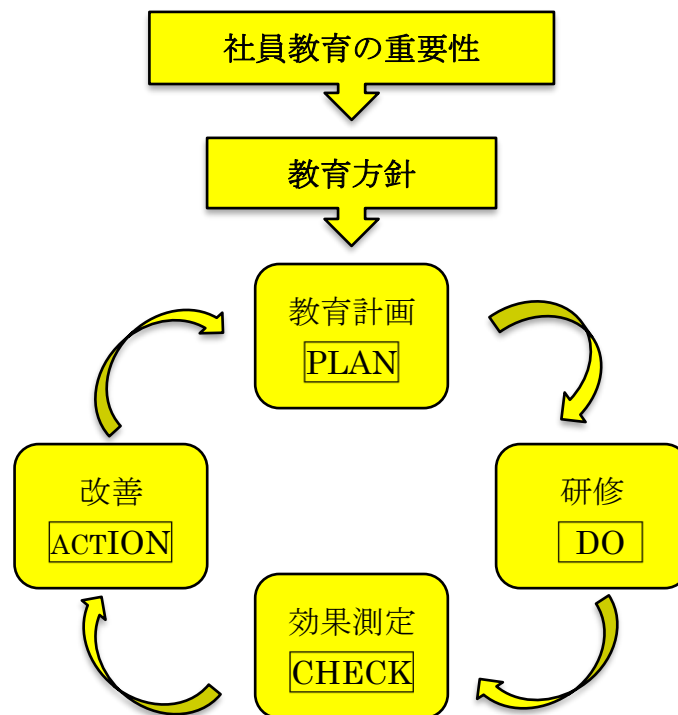 社員教育の重要性
教育方針
教育計画
PLAN
研修
DO
効果測定
CHECK
改善
ACTION